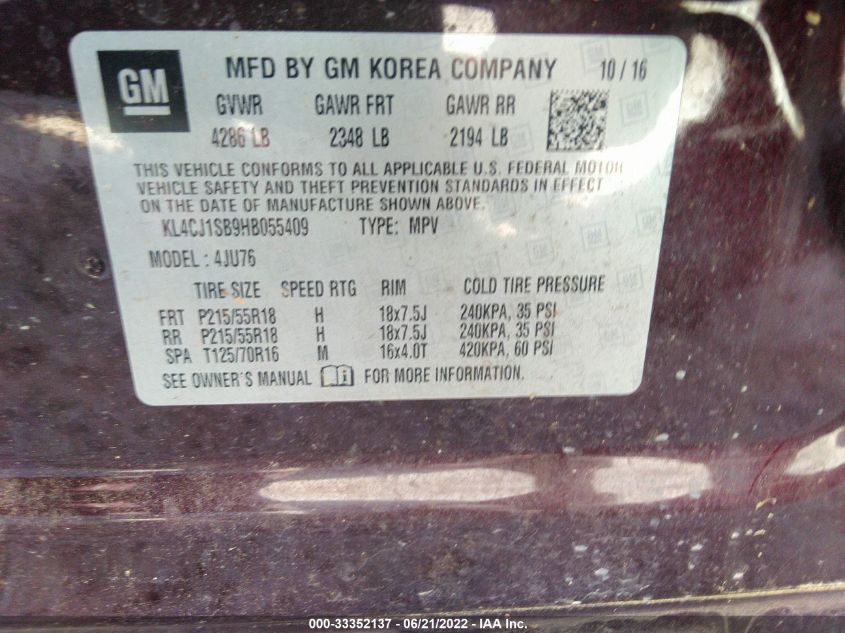 GM MFD BY GM KOREA COMPANY 10 / 16
GVWR GAWR FRT GAWR RR
4286 LB 2348 LB 2194 LB
THIS VEHICLE CONFORMS TO ALL APPLICABLE U.S. FEDERAL MOTOR
VEHICLE SAFETY AND THEFT PREVENTION STANDARDS IN EFFECT
ON THE DATE OF MANUFACTURE SHOWN ABOVE.
KL4CJ1SB9HB055409 TYPE: MPV
MODEL : 4JU76
TIRE SIZE SPEED RTG RIM COLD TIRE PRESSURE
FRT P215/55R18 H 18x7.5J 240KPA, 35 PSI
RR P215/55R18 H 18x7.5J 240KPA, 35 PSI
SPA T125/70R16 M 16x4.0T 420KPA, 60 PSI
SEE OWNER'S MANUAL FOR MORE INFORMATION.
000-33352137 - 06/21/2022 - IAA Inc.